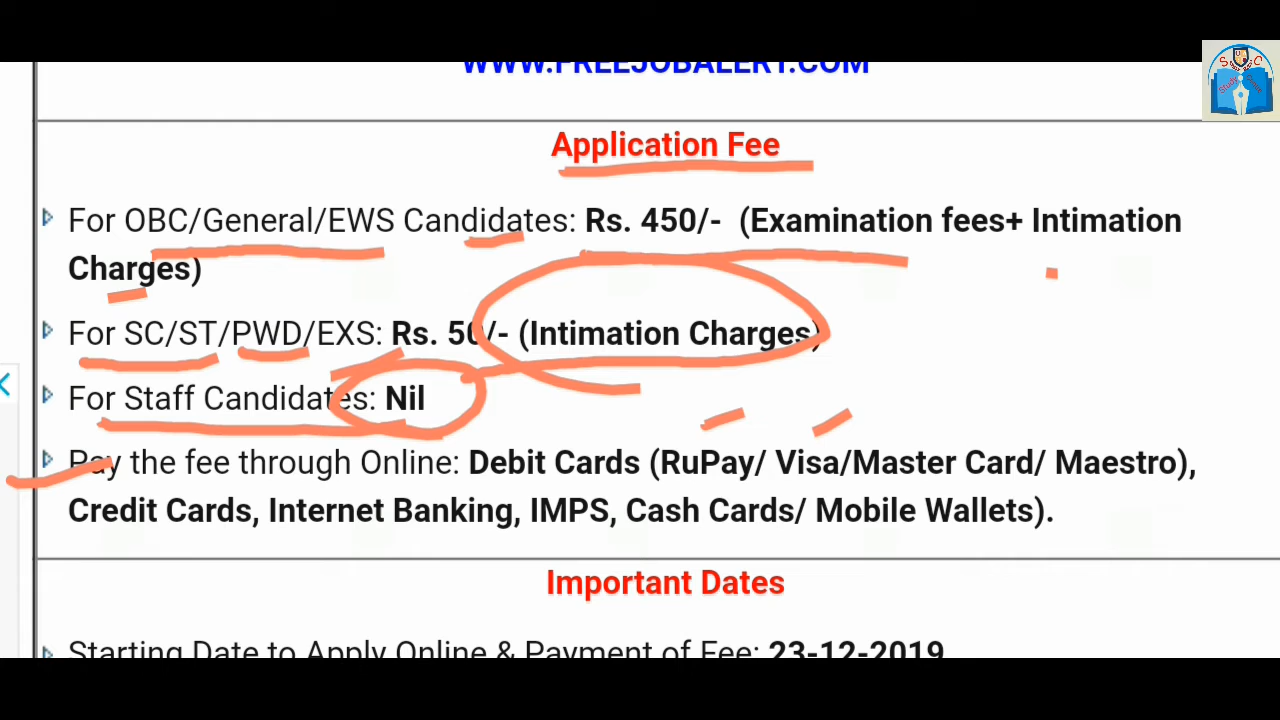 WWW.FREEJOBALERT.COM
Application Fee
For OBC/General/EWS Candidates: Rs. 450/- (Examination fees+ Intimation
Charges)
For SC/ST/PWD/EXS: Rs. 50/- (Intimation Charges)
For Staff Candidates: Nil
Pay the fee through Online: Debit Cards (RuPay/ Visa/Master Card/ Maestro),
Credit Cards, Internet Banking, IMPS, Cash Cards/ Mobile Wallets).
Important Dates
Starting Date to Apply Online & Payment of Fee: 23-12-2019